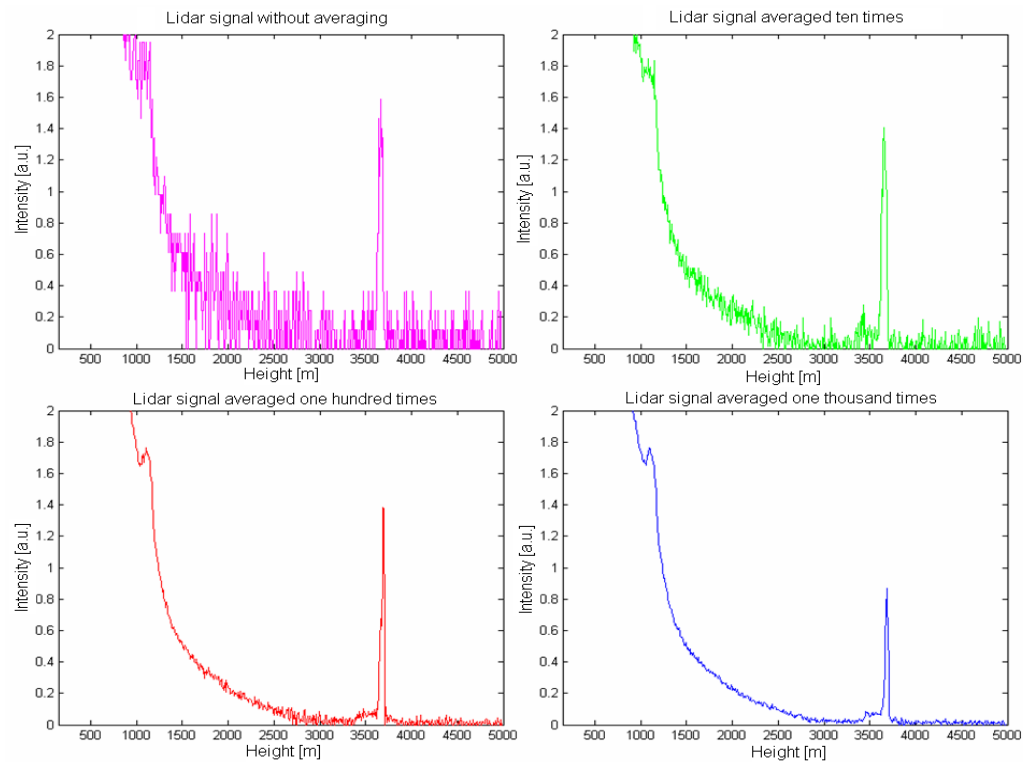 Lidar signal without averaging
2
1.8
1.6
1.4
1.2
1
0.8
0.6
0.4
0.2
0
Intensity [a.u.]
500 1000 1500 2000 2500 3000 3500 4000 4500 5000
Height [m]
Lidar signal averaged ten times
2
1.8
1.6
1.4
1.2
1
0.8
0.6
0.4
0.2
0
Intensity [a.u.]
500 1000 1500 2000 2500 3000 3500 4000 4500 5000
Height [m]
Lidar signal averaged one hundred times
2
1.8
1.6
1.4
1.2
1
0.8
0.6
0.4
0.2
0
Intensity [a.u.]
500 1000 1500 2000 2500 3000 3500 4000 4500 5000
Height [m]
Lidar signal averaged one thousand times
2
1.8
1.6
1.4
1.2
1
0.8
0.6
0.4
0.2
0
Intensity [a.u.]
500 1000 1500 2000 2500 3000 3500 4000 4500 5000
Height [m]